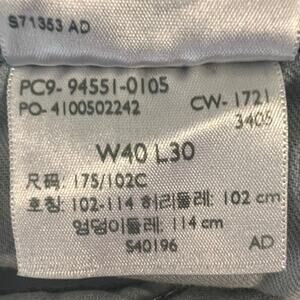 S71353 AD
PC9- 94551-0105
PO- 4100502242
CW- 1721
3405
W40 L30
尺码: 175/102C
호칭: 102-114 허리둘레: 102 cm
엉덩이둘레: 114 cm
S40196
AD